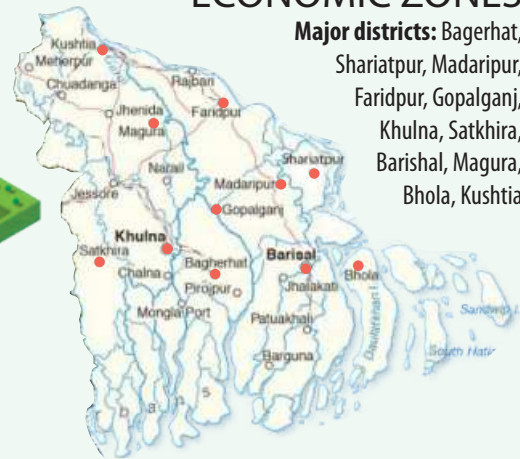 ECONOMIC ZONES
Major districts: Bagerhat,
Shariatpur, Madaripur,
Faridpur, Gopalganj,
Khulna, Satkhira,
Barishal, Magura,
Bhola, Kushtia
Kushtia
Meherpur
Chuadanga
Rajbari
Jhenida
Faridpur
Magura
Shariatpur
Narail
Madaripur
Jessore
Gopalganj
Khulna
Satkhira
Bagherhat
Barisal
Bhola
Chalna
Pirojpur
Jhalakati
Mongla Port
Patuakhali
Sandwip I.
South Hatir
Barguna